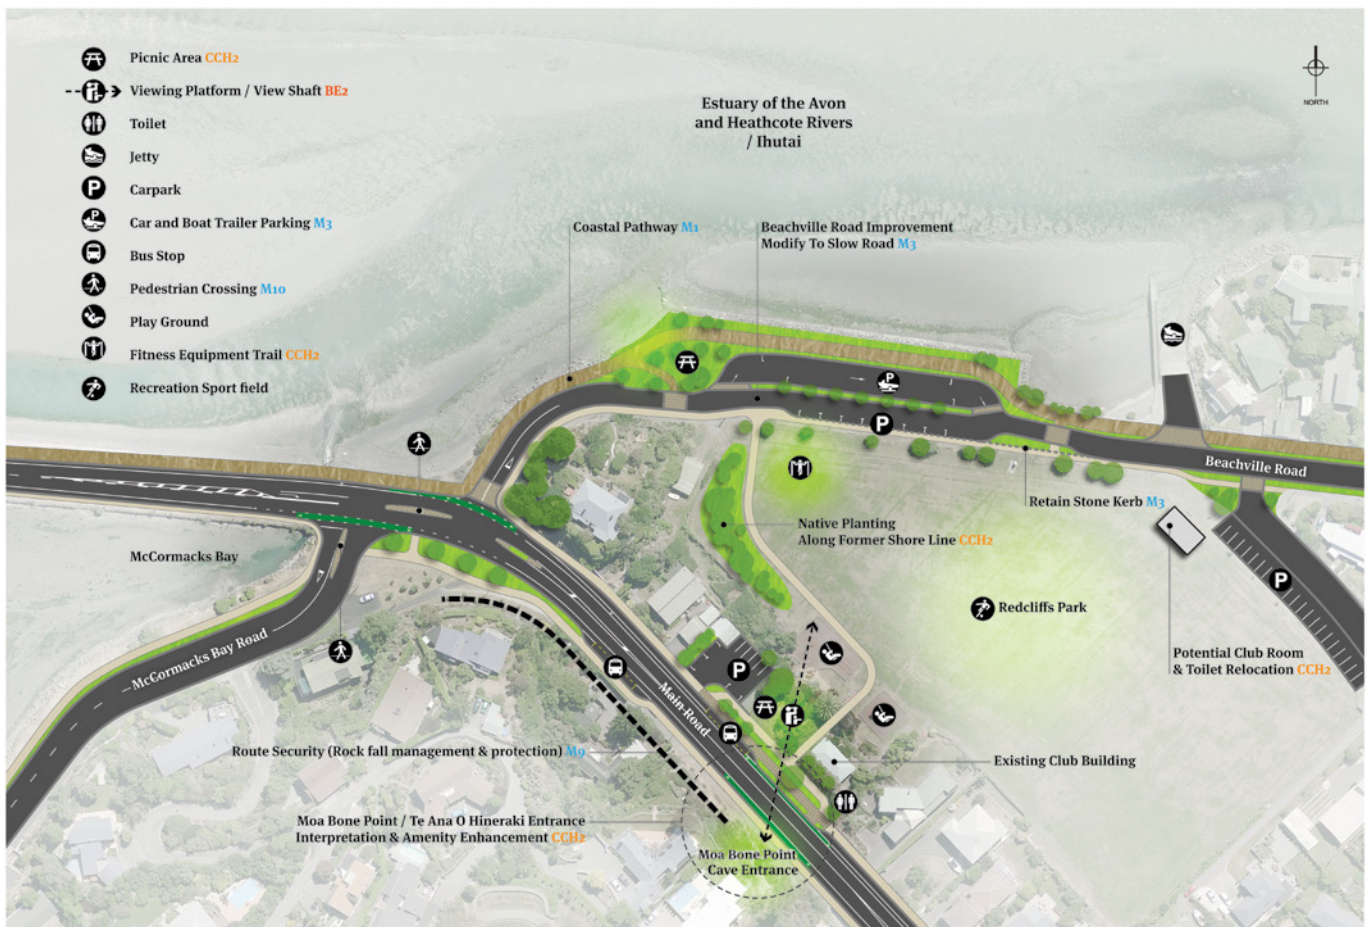 Picnic Area CCH2
Viewing Platform / View Shaft BE2
Toilet
Jetty
P
Carpark
P
Car and Boat Trailer Parking M3
Bus Stop
Pedestrian Crossing M10
Play Ground
Fitness Equipment Trail CCH2
Recreation Sport field
NORTH
Estuary of the Avon
and Heathcote Rivers
/ Ihutai
Coastal Pathway M1
Beachville Road Improvement
Modify To Slow Road M3
P
P
Beachville Road
Retain Stone Kerb M3
Native Planting
Along Former Shore Line CCH2
McCormacks Bay
P
Redcliffs Park
McCormacks Bay Road
Potential Club Room
& Toilet Relocation CCH2
P
Main Road
Route Security (Rock fall management & protection) M9
Existing Club Building
Moa Bone Point / Te Ana O Hineraki Entrance
Interpretation & Amenity Enhancement CCH2
Moa Bone Point
Cave Entrance